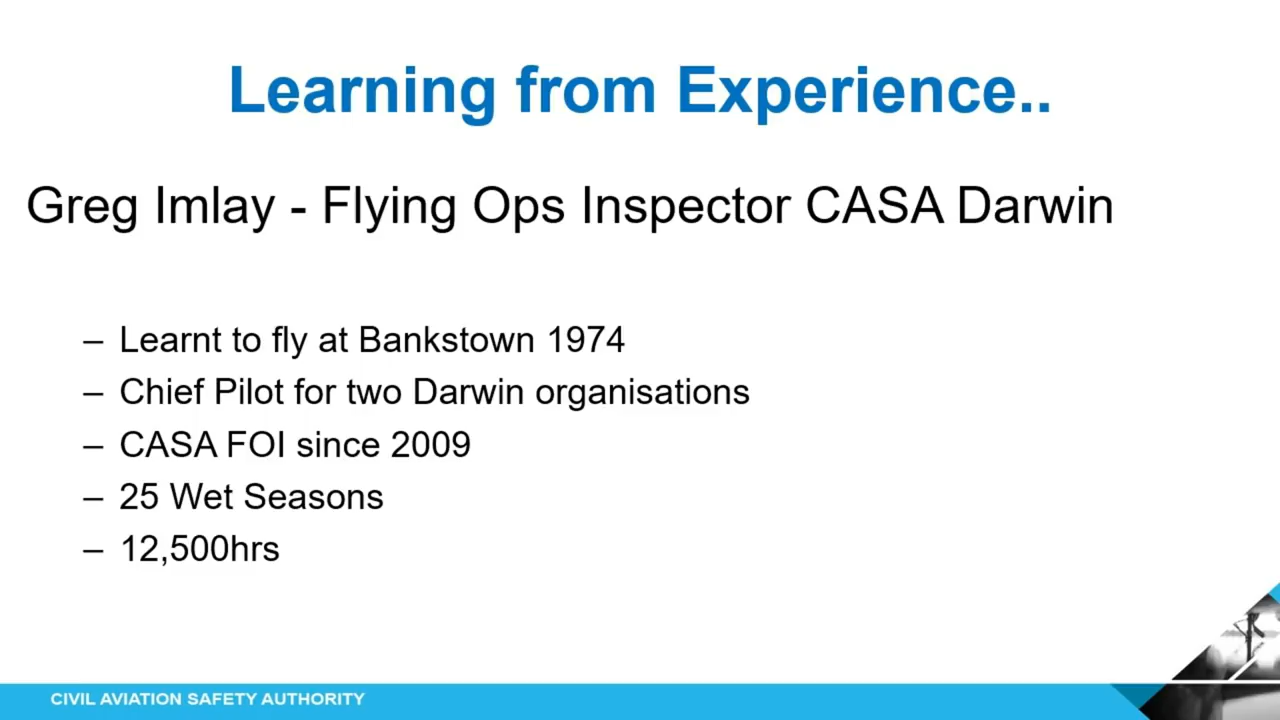 Learning from Experience..
Greg Imlay - Flying Ops Inspector CASA Darwin
– Learnt to fly at Bankstown 1974
– Chief Pilot for two Darwin organisations
– CASA FOI since 2009
– 25 Wet Seasons
– 12,500hrs
CIVIL AVIATION SAFETY AUTHORITY